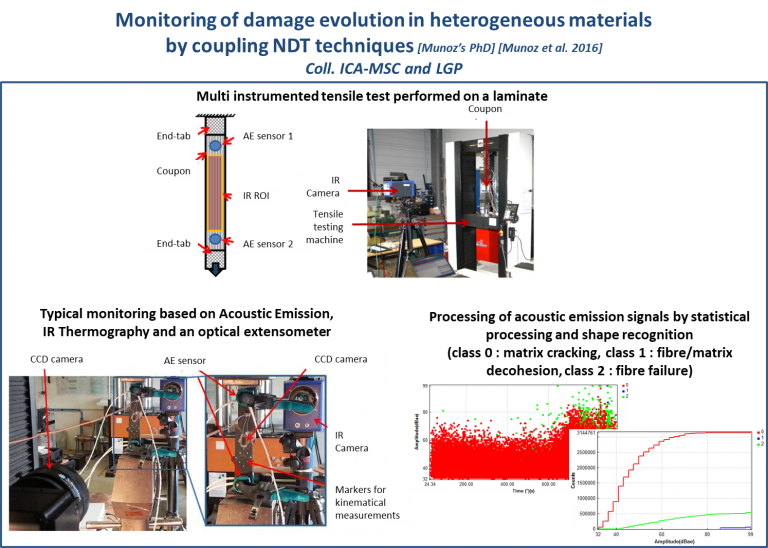 Monitoring of damage evolution in heterogeneous materials
by coupling NDT techniques [Munoz's PhD] [Munoz et al. 2016]
Coll. ICA-MSC and LGP
Multi instrumented tensile test performed on a laminate
Coupon
End-tab
AE sensor 1
Coupon
IR ROI
End-tab
AE sensor 2
IR
Camera
Tensile
testing
machine
Typical monitoring based on Acoustic Emission,
IR Thermography and an optical extensometer
CCD camera
AE sensor
CCD camera
IR
Camera
Markers for
kinematical
measurements
Processing of acoustic emission signals by statistical
processing and shape recognition
(class 0 : matrix cracking, class 1 : fibre/matrix
decohesion, class 2 : fibre failure)
99
80
60
40
32
Amplitude(dBae)
24.34
200.00
400.00
600.00
Time (*)(s)
0
1
2
3144761
2500000
2000000
1500000
1000000
500000
0
Counts
32
40
60
80
99
Amplitude(dBae)
0
1
2